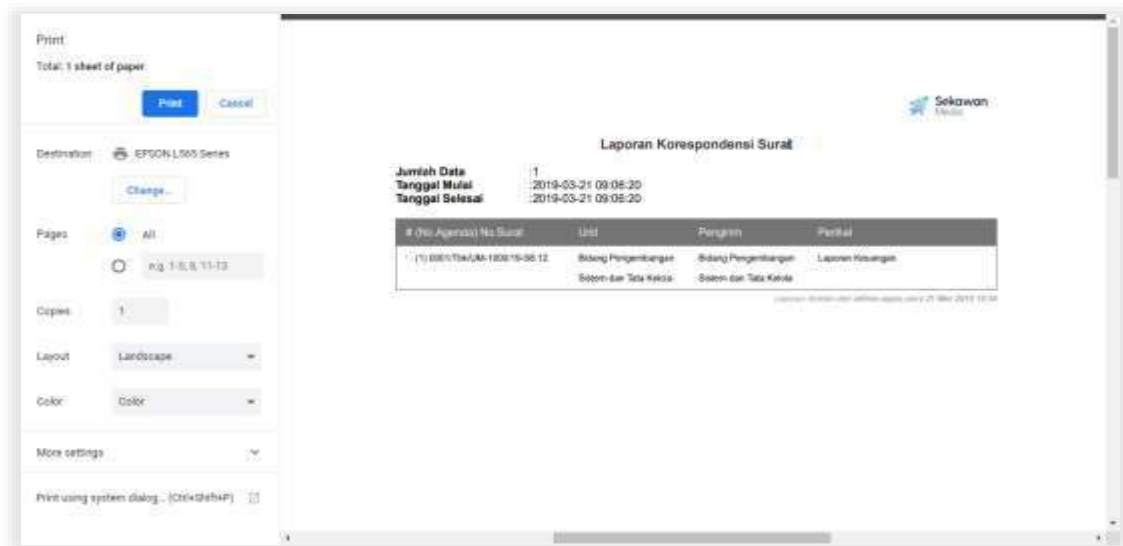 Print
Total: 1 sheet of paper
Print Cancel
Destination EPSON L565 Series
Change...
Pages All
e.g. 1-5, 8, 11-13
Copies 1
Layout Landscape
Color Color
More settings
Print using system dialog... (Ctrl+Shift+P)
Sekawan
Media
Laporan Korespondensi Surat
Jumlah Data :1
Tanggal Mulai :2019-03-21 09:06:20
Tanggal Selesai :2019-03-21 09:06:20
# (No.Agenda) No.Surat Unit Pengirim Perihal
Bidang Pengembangan Bidang Pengembangan Laporan Keuangan
Sistem dan Tata Kelola Sistem dan Tata Kelola